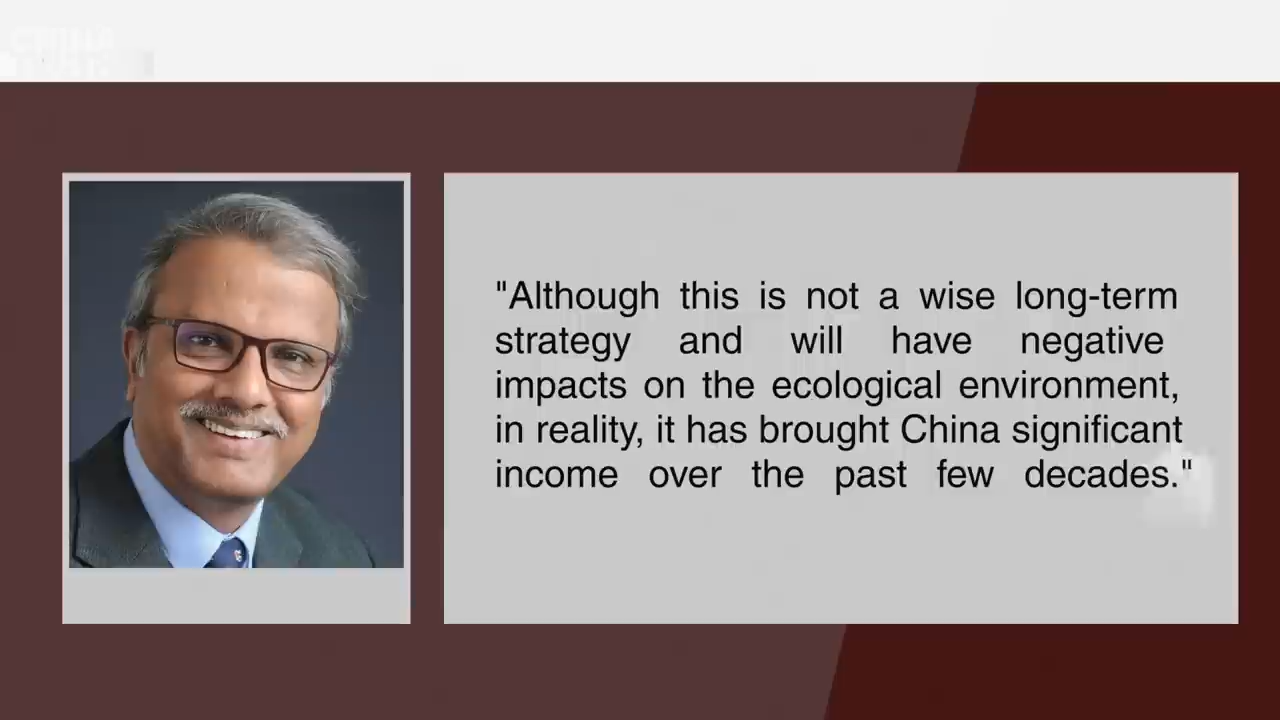 CHINA
"Although this is not a wise long-term
strategy and will have negative
impacts on the ecological environment,
in reality, it has brought China significant
income over the past few decades."